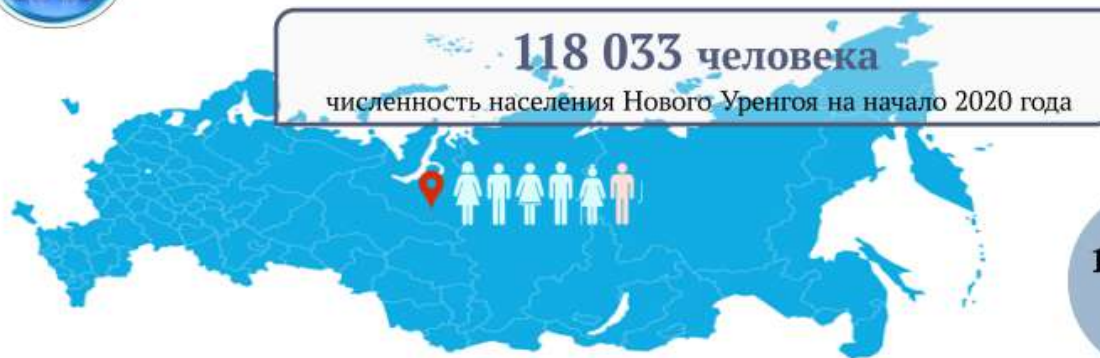 118 033 человека
численность населения Нового Уренгоя на начало 2020 года